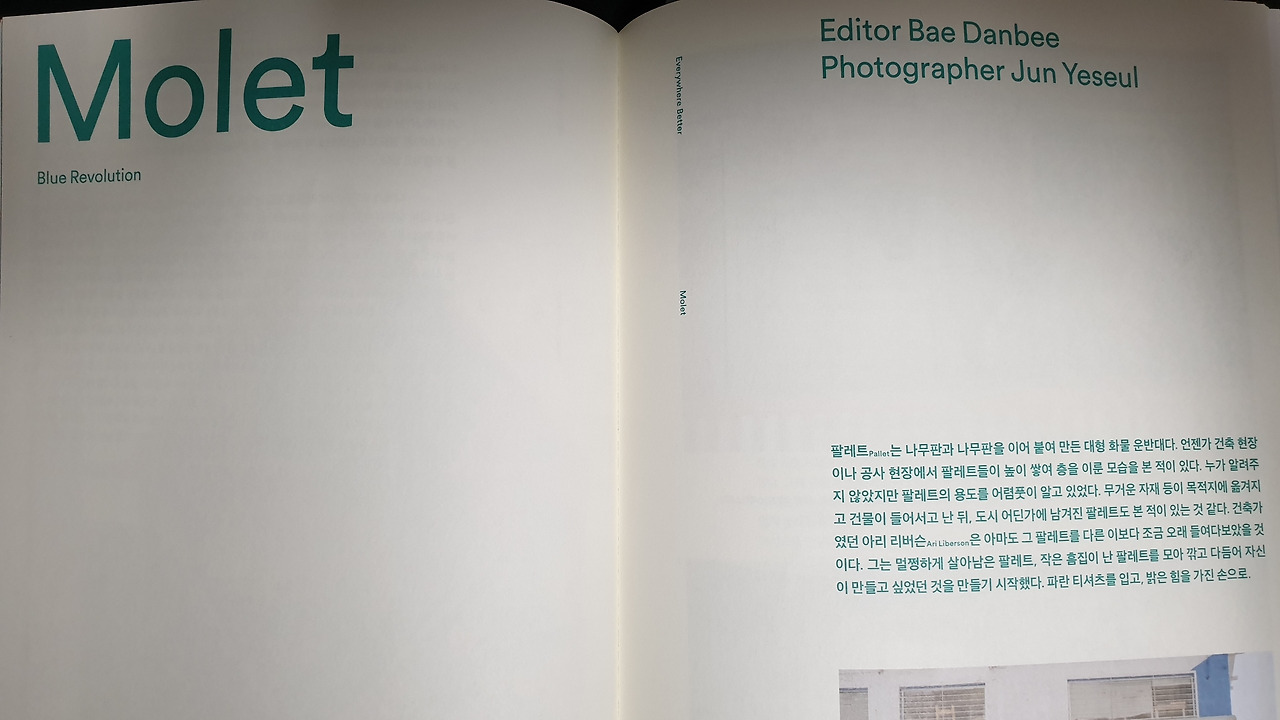 Molet
Blue Revolution
Everywhere Better
Molet
Editor Bae Danbee
Photographer Jun Yeseul
팔레트Pallet는 나무판과 나무판을 이어 붙여 만든 대형 화물 운반대다. 언젠가 건축 현장
이나 공사 현장에서 팔레트들이 높이 쌓여 층을 이룬 모습을 본 적이 있다. 누가 알려주
지 않았지만 팔레트의 용도를 어렴풋이 알고 있었다. 무거운 자재 등이 목적지에 옮겨지
고 건물이 들어서고 난 뒤, 도시 어딘가에 남겨진 팔레트도 본 적이 있는 것 같다. 건축가
였던 아리 리버슨Ari Liberson은 아마도 그 팔레트를 다른 이보다 조금 오래 들여다보았을 것
이다. 그는 멀쩡하게 살아남은 팔레트, 작은 흠집이 난 팔레트를 모아 깎고 다듬어 자신
이 만들고 싶었던 것을 만들기 시작했다. 파란 티셔츠를 입고, 밝은 힘을 가진 손으로.